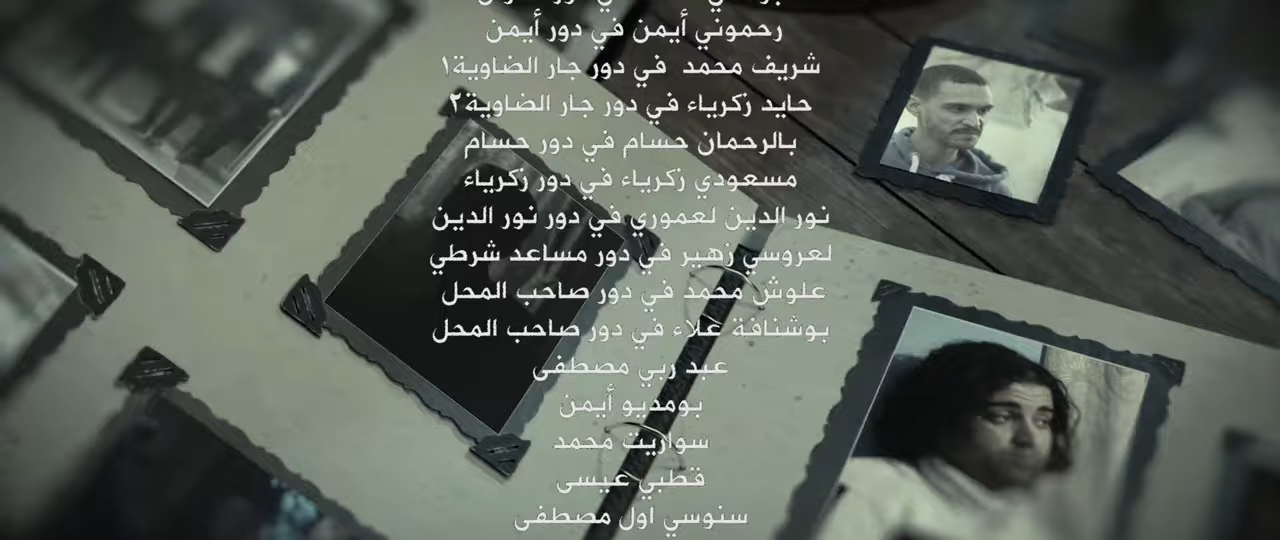 رحموني أيمن في دور أيمن
شريف محمد في دور جار الضاوية١
حايد زكرياء في دور جار الضاوية٢
بالرحمان حسام في دور حسام
مسعودي زكرياء في دور زكرياء
نور الدين لعموري في دور نور الدين
لعروسي زهير في دور مساعد شرطي
علوش محمد في دور صاحب المحل
بوشنافة علاء في دور صاحب المحل
عبد ربي مصطفى
بومديو أيمن
سواريت محمد
قطبي عيسى
سنوسي اول مصطفى